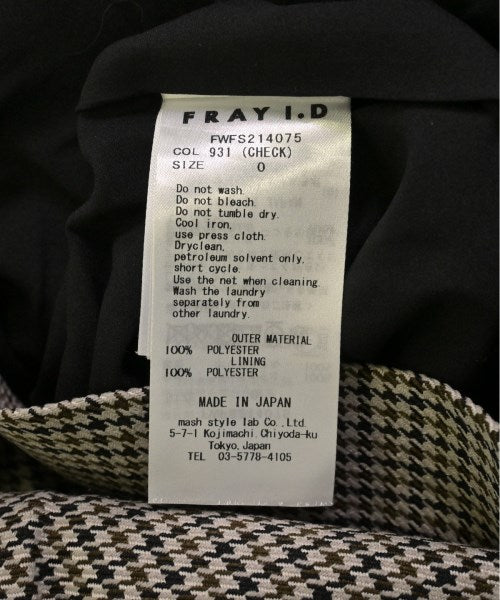 FRAY I.D
FWFS214075
COL 931 (CHECK)
SIZE 0
Do not wash.
Do not bleach.
Do not tumble dry.
Cool iron,
use press cloth.
Dryclean,
petroleum solvent only,
short cycle.
Use the net when cleaning.
Wash the laundry
separately from
other laundry.
OUTER MATERIAL
100% POLYESTER
LINING
100% POLYESTER
MADE IN JAPAN
mash style lab Co.,Ltd.
5-7-1 Kojimachi,Chiyoda-ku
Tokyo,Japan
TEL 03-5778-4105